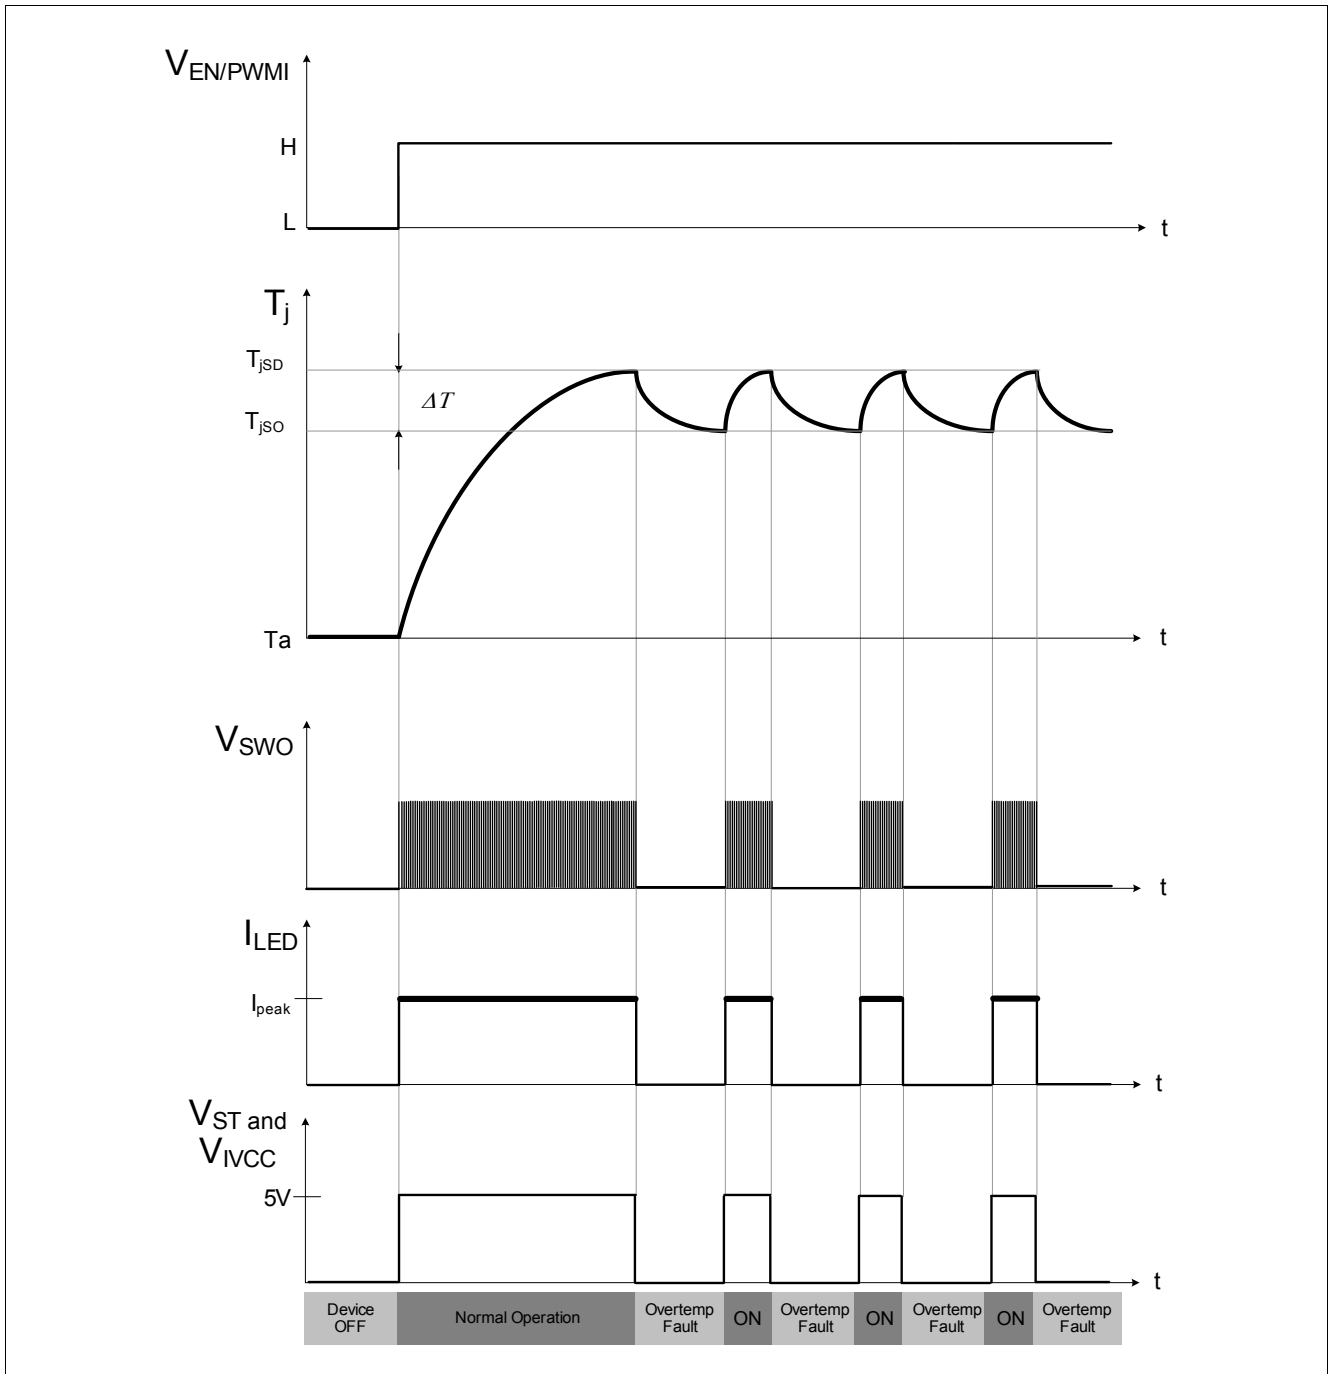 VEN/PWMI
H
L
t
Tj
TjSD
ΔT
TjSO
Ta
t
VSWO
t
ILED
Ipeak
t
VST and
VIVCC
5V
t
Device
OFF
Normal Operation
Overtemp
Fault
ON
Overtemp
Fault
ON
Overtemp
Fault
ON
Overtemp
Fault